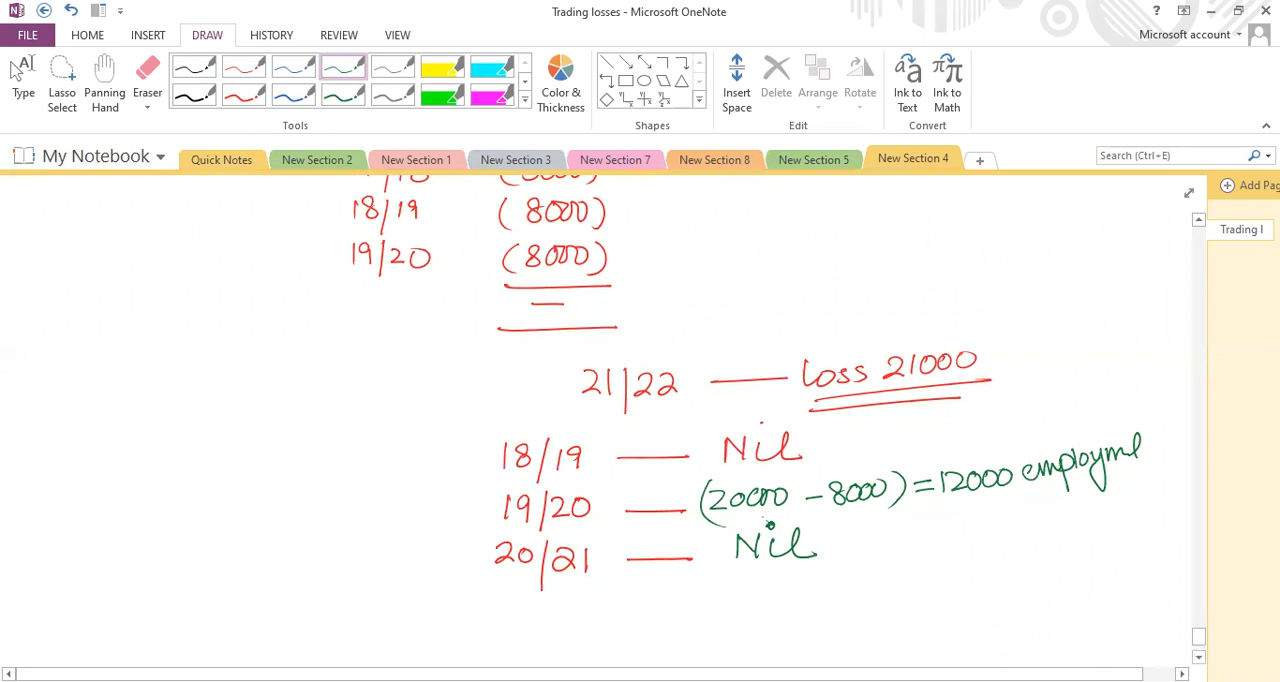 Trading losses - Microsoft OneNote
?
FILE HOME INSERT DRAW HISTORY REVIEW VIEW
Microsoft account
Type
Lasso Select
Panning Hand
Eraser
Color & Thickness
Insert Space
Delete
Arrange
Rotate
Ink to Text
Ink to Math
Tools Shapes Edit Convert
My Notebook Quick Notes New Section 2 New Section 1 New Section 3 New Section 7 New Section 8 New Section 5 New Section 4
Search (Ctrl+E)
Add Pag
Trading l
18/19 (8000)
19/20 (8000)
21/22 — Loss 21000
18/19 — Nil
19/20 — (20000 - 8000) = 12000 employme
20/21 — Nil